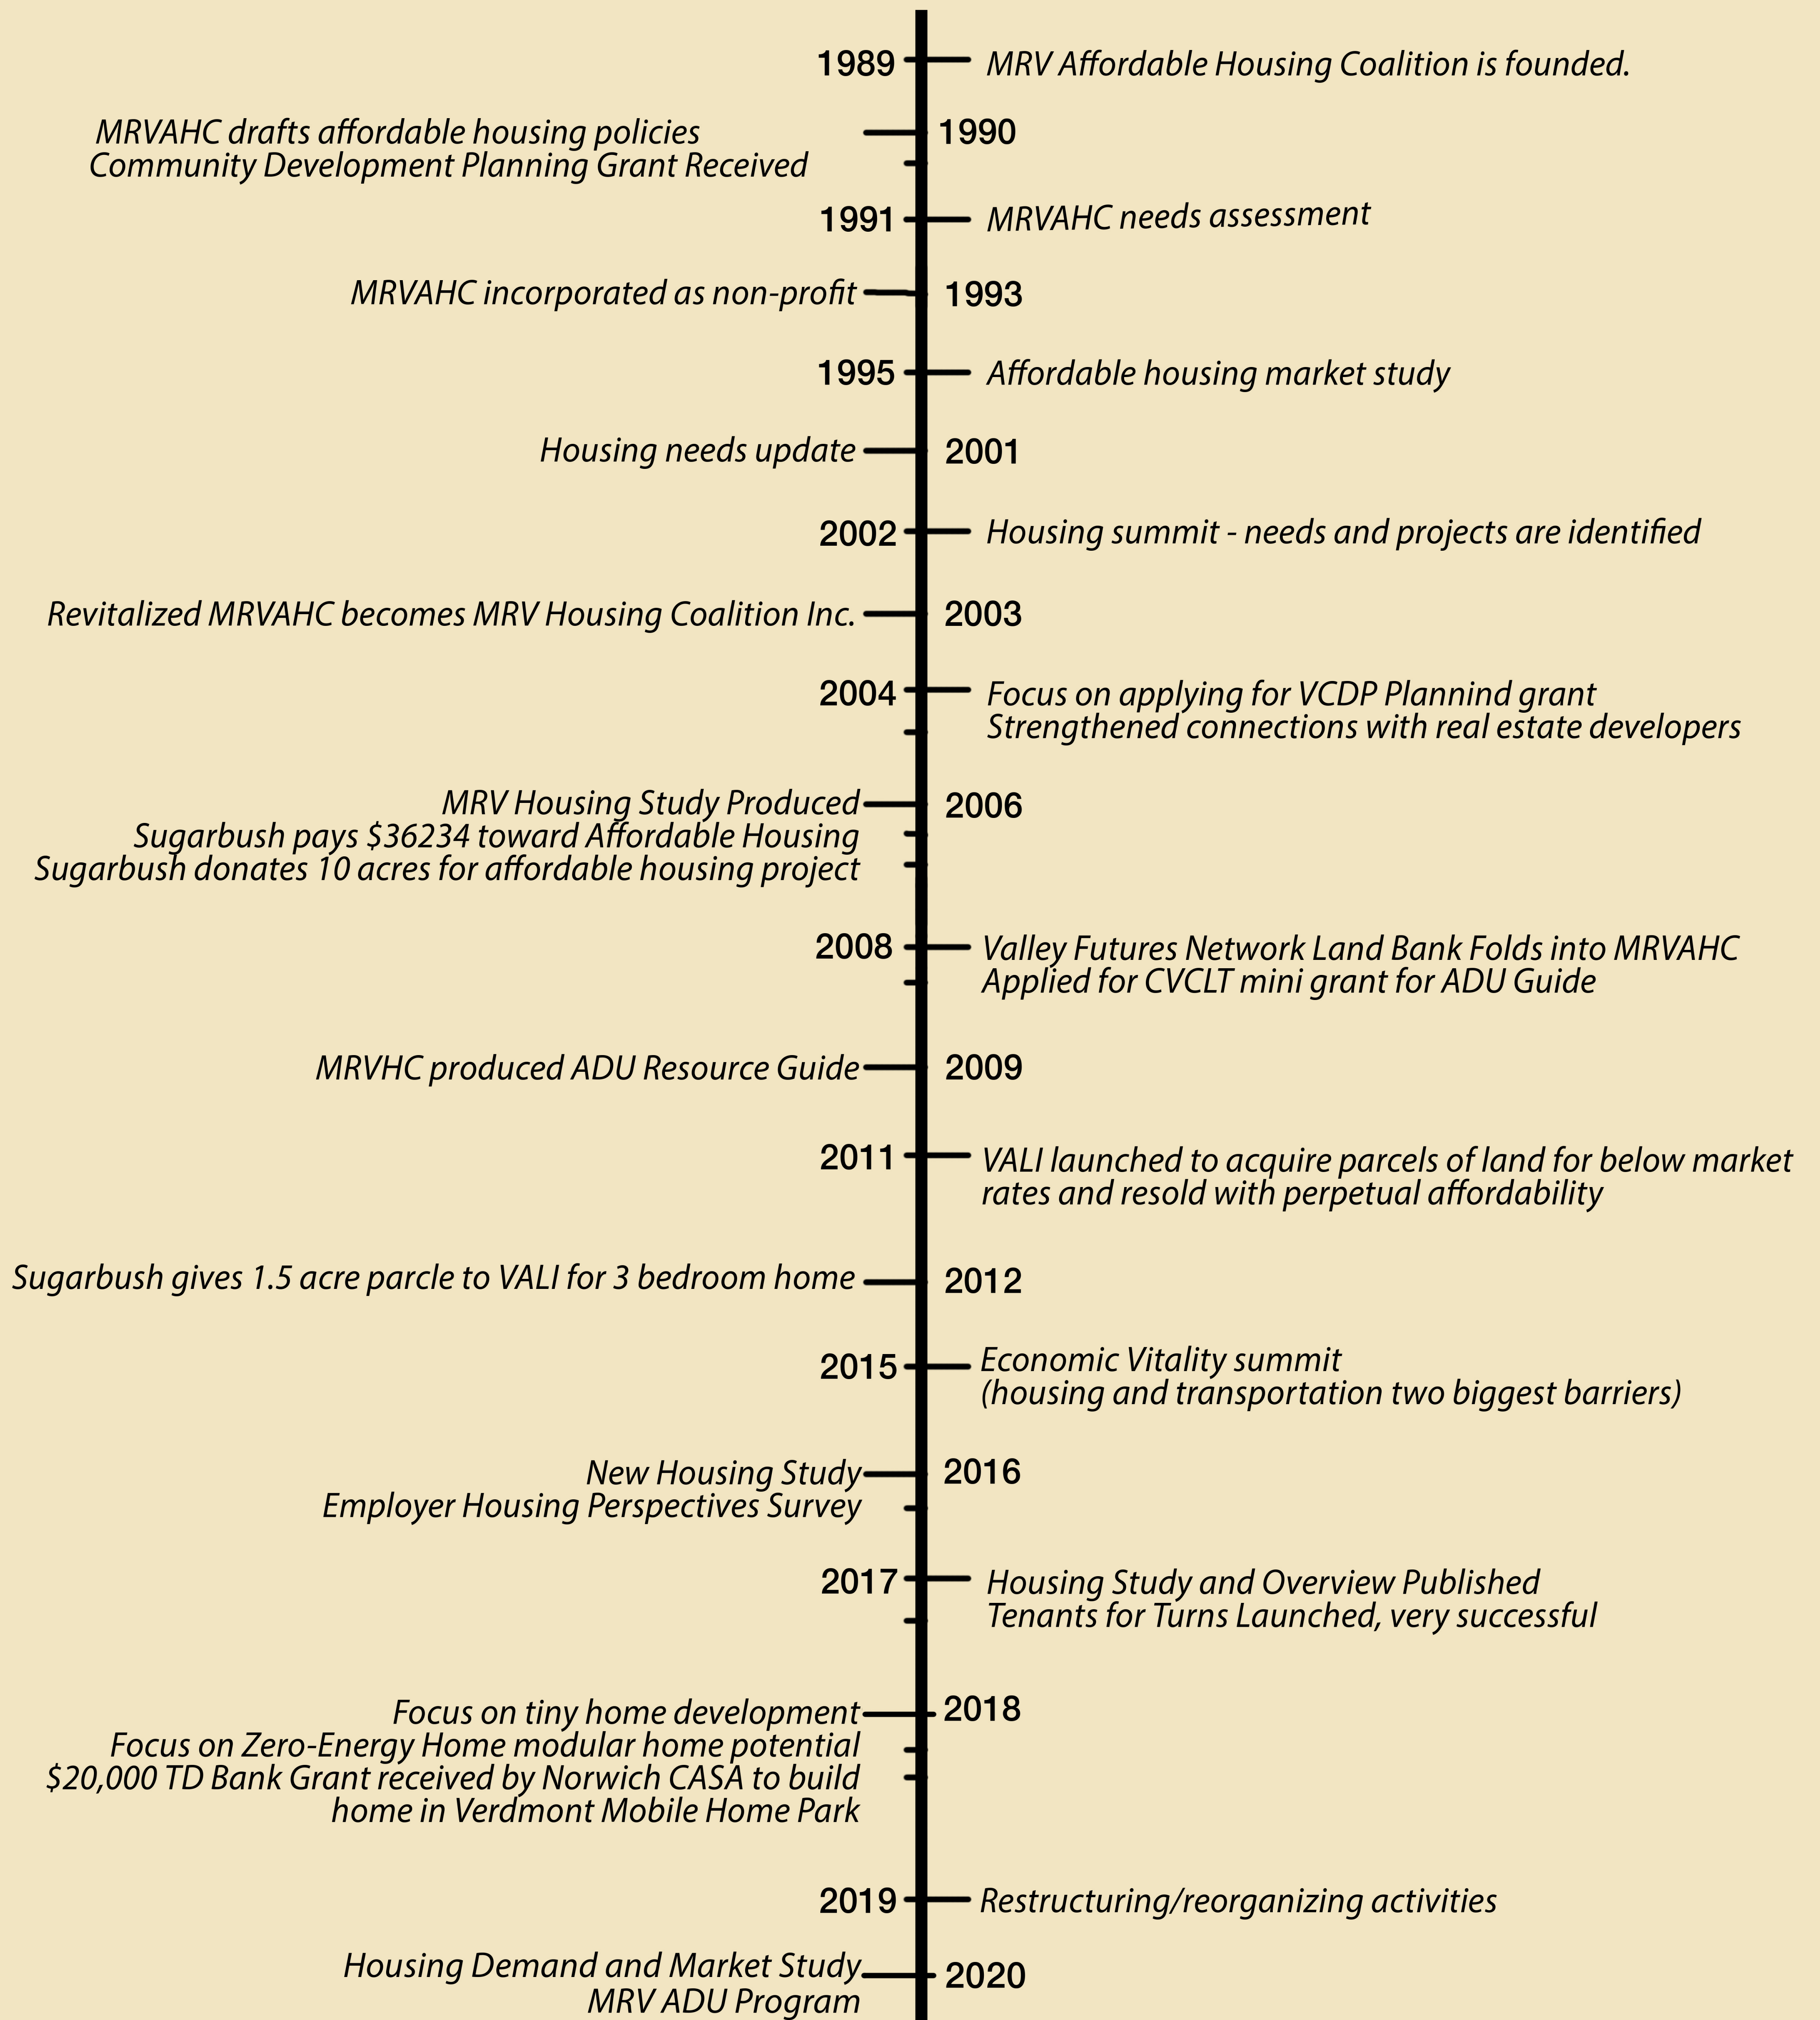 1989
MRV Affordable Housing Coalition is founded.
MRVAHC drafts affordable housing policies
Community Development Planning Grant Received
1990
1991
MRVAHC needs assessment
MRVAHC incorporated as non-profit
1993
1995
Affordable housing market study
Housing needs update
2001
2002
Housing summit - needs and projects are identified
Revitalized MRVAHC becomes MRV Housing Coalition Inc.
2003
2004
Focus on applying for VCDP Plannind grant
Strengthened connections with real estate developers
MRV Housing Study Produced
Sugarbush pays $36234 toward Affordable Housing
Sugarbush donates 10 acres for affordable housing project
2006
2008
Valley Futures Network Land Bank Folds into MRVAHC
Applied for CVCLT mini grant for ADU Guide
MRVHC produced ADU Resource Guide
2009
2011
VALI launched to acquire parcels of land for below market
rates and resold with perpetual affordability
Sugarbush gives 1.5 acre parcle to VALI for 3 bedroom home
2012
2015
Economic Vitality summit
(housing and transportation two biggest barriers)
New Housing Study
Employer Housing Perspectives Survey
2016
2017
Housing Study and Overview Published
Tenants for Turns Launched, very successful
Focus on tiny home development
Focus on Zero-Energy Home modular home potential
$20,000 TD Bank Grant received by Norwich CASA to build
home in Verdmont Mobile Home Park
2018
2019
Restructuring/reorganizing activities
Housing Demand and Market Study
MRV ADU Program
2020